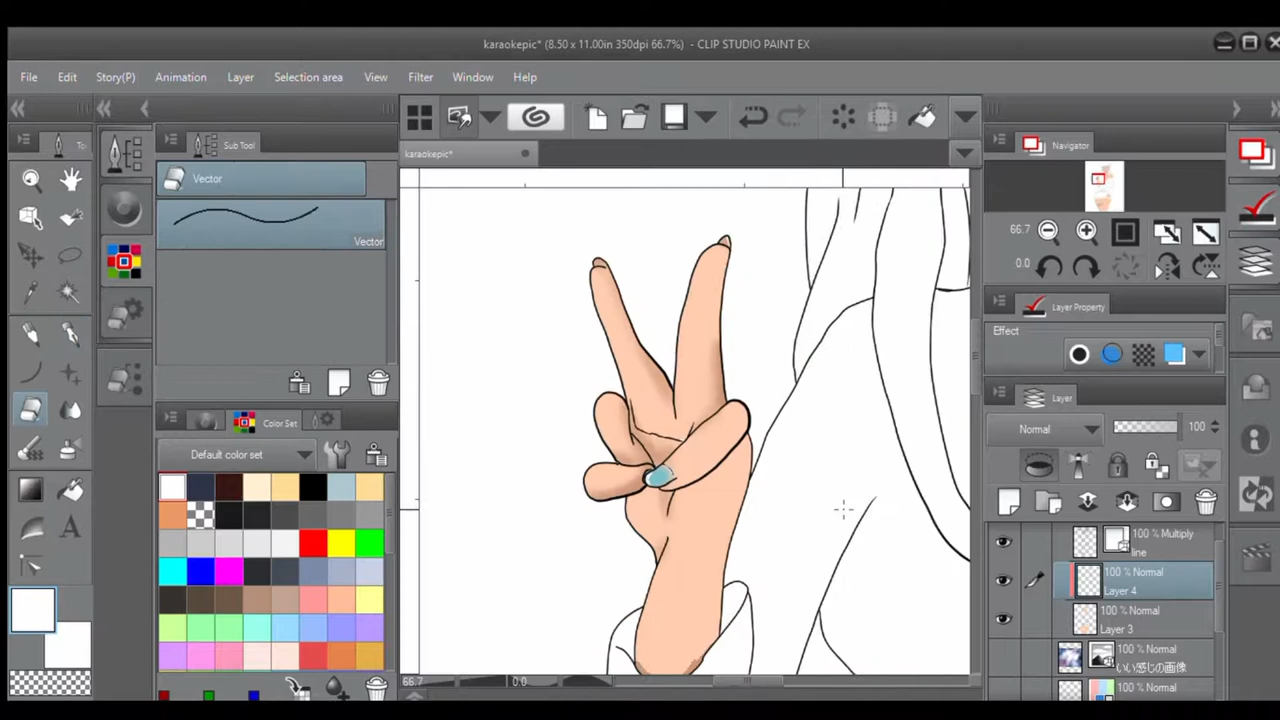 karaokepic* (8.50 x 11.00in 350dpi 66.7%) - CLIP STUDIO PAINT EX
File Edit Story(P) Animation Layer Selection area View Filter Window Help
Sub Tool
karaokepic*
Navigator
Vector
Vector
66.7
0.0
Layer Property
Effect
Layer
Color Set
Normal 100
Default color set
100 % Multiply
line
100 % Normal
Layer 4
100 % Normal
Layer 3
100 % Normal
いい感じの画像
100 % Normal
66.7 0.0